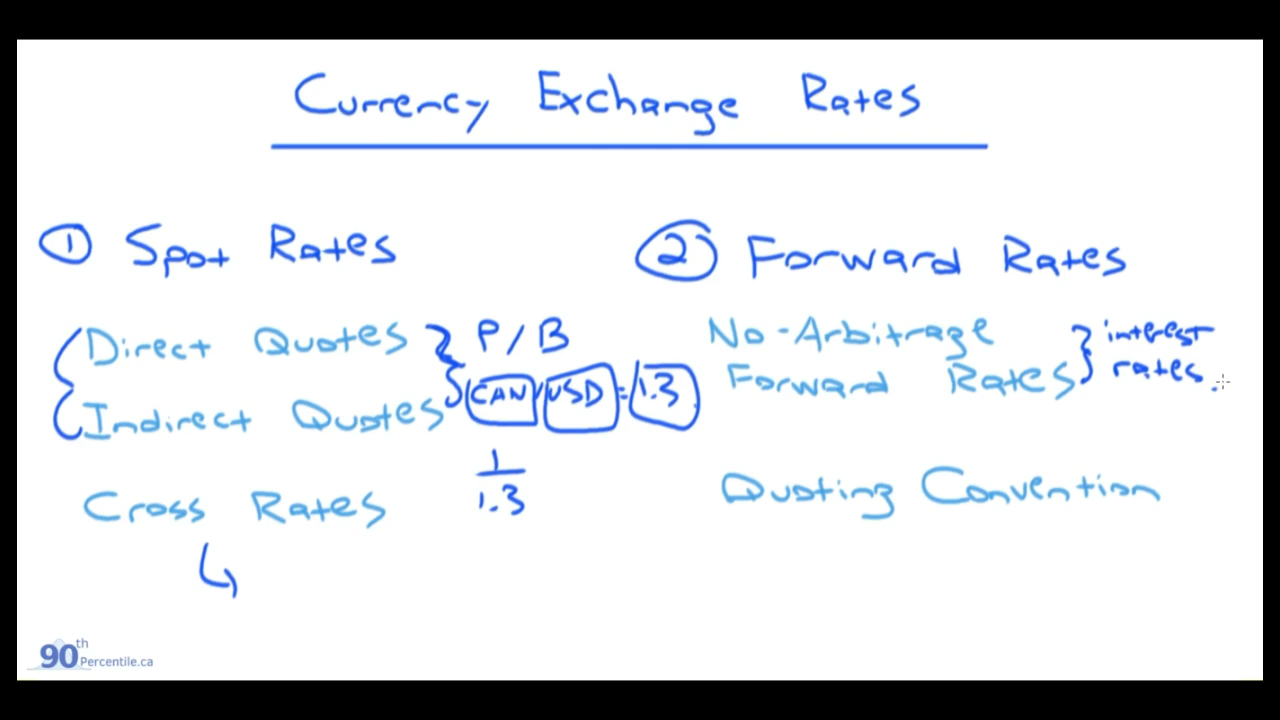 Currency Exchange Rates
① Spot Rates
Direct Quotes } P / B
Indirect Quotes } CAN / USD = 1.3
1
1.3
Cross Rates
② Forward Rates
No-Arbitrage
Forward Rates } interest
rates.
Quoting Convention
90th
Percentile.ca